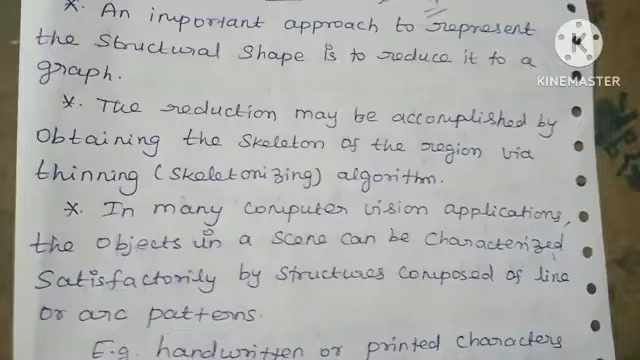 *. An important approach to represent
the structural shape is to reduce it to a
graph.
*. The reduction may be accomplished by
Obtaining the skeleton of the region via
thinning (skeletonizing) algorithm.
*. In many computer vision applications,
the objects in a scene can be characterized
satisfactorily by structures composed of line
or arc patterns.
E.g. handwritten or printed characters
K
KINEMASTER